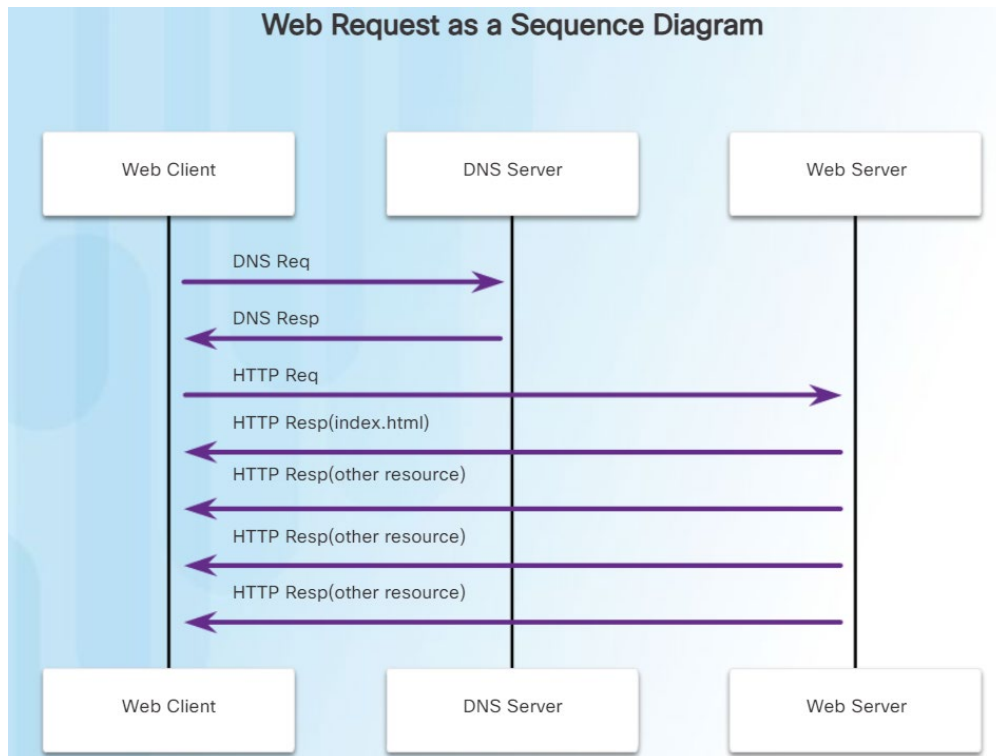 Web Request as a Sequence Diagram
Web Client
DNS Server
Web Server
DNS Req
DNS Resp
HTTP Req
HTTP Resp(index.html)
HTTP Resp(other resource)
HTTP Resp(other resource)
HTTP Resp(other resource)
Web Client
DNS Server
Web Server